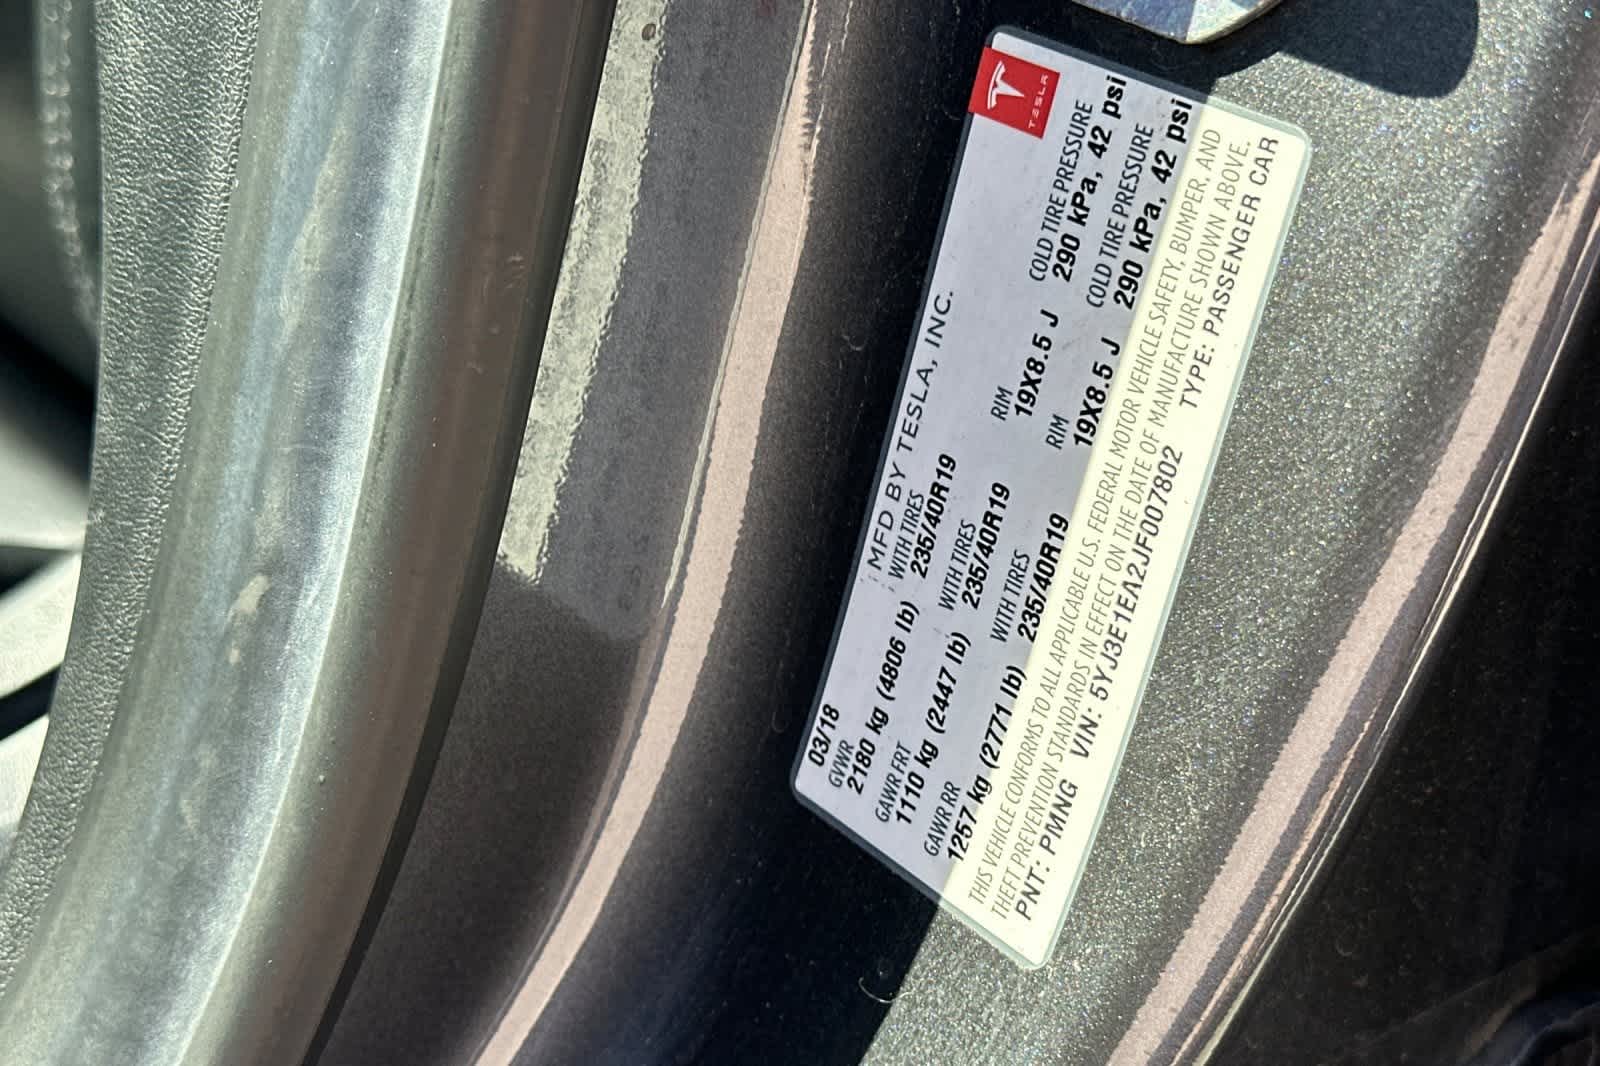 TESLA
MFD BY TESLA, INC.
03/18
GVWR WITH TIRES RIM COLD TIRE PRESSURE
2180 kg (4806 lb) 235/40R19 19X8.5 J 290 kPa, 42 psi
GAWR FRT WITH TIRES RIM COLD TIRE PRESSURE
1110 kg (2447 lb) 235/40R19 19X8.5 J 290 kPa, 42 psi
GAWR RR WITH TIRES
1257 kg (2771 lb) 235/40R19
THIS VEHICLE CONFORMS TO ALL APPLICABLE U.S. FEDERAL MOTOR VEHICLE SAFETY, BUMPER, AND
THEFT PREVENTION STANDARDS IN EFFECT ON THE DATE OF MANUFACTURE SHOWN ABOVE.
PNT: PMNG VIN: 5YJ3E1EA2JF007802 TYPE: PASSENGER CAR